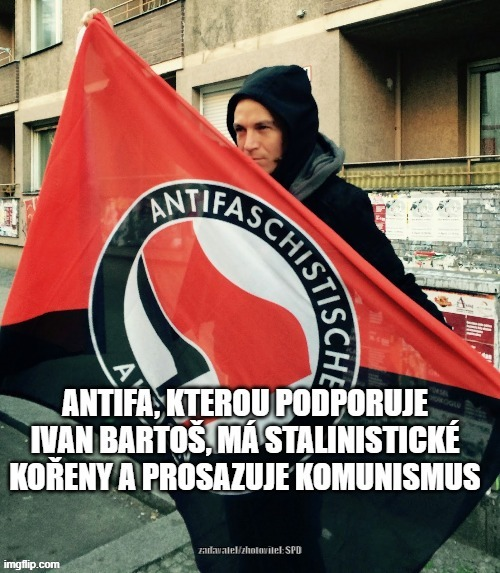 ANTIFASCHISTISCHE
ANTIFA, KTEROU PODPORUJE
IVAN BARTOŠ, MÁ STALINISTICKÉ
KOŘENY A PROSAZUJE KOMUNISMUS
zadavatel/zhotovitel: SPD
imgflip.com